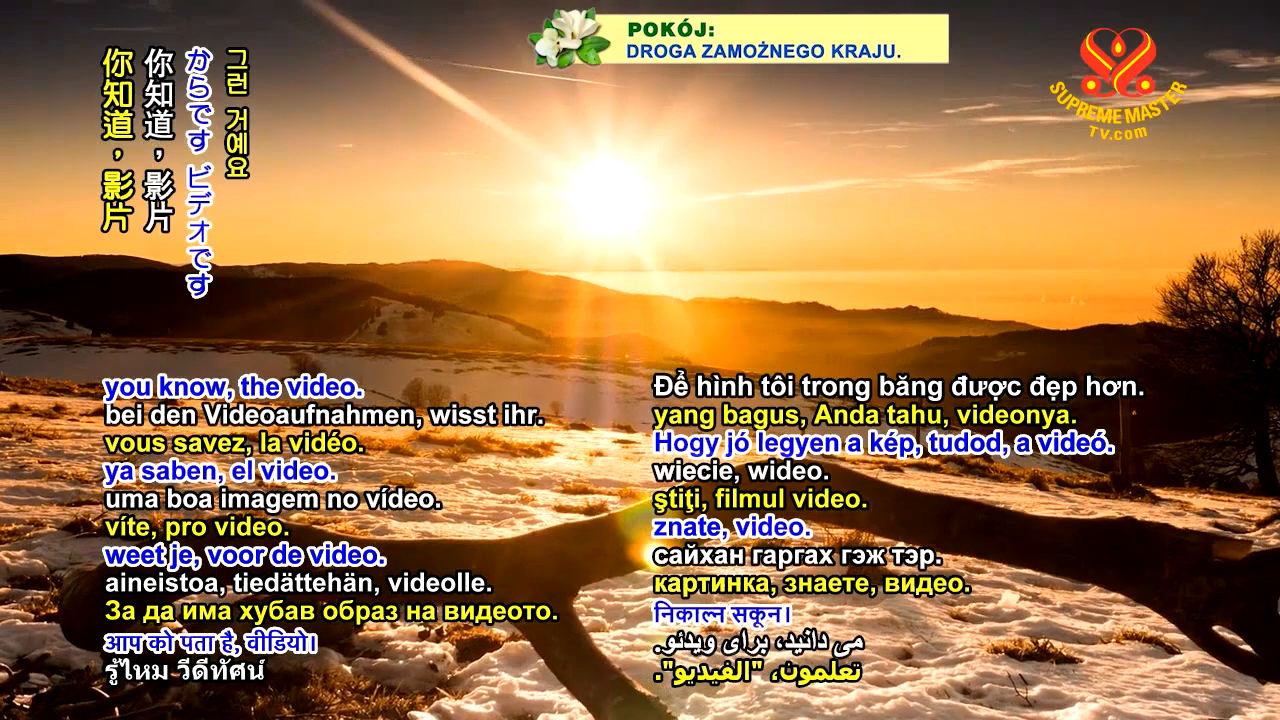 POKÓJ:
DROGA ZAMOŻNEGO KRAJU.
SUPREME MASTER
TV.com
그런 거예요
からです ビデオです
你知道，影片
你知道，影片
you know, the video.
bei den Videoaufnahmen, wisst ihr.
vous savez, la vidéo.
ya saben, el video.
uma boa imagem no vídeo.
víte, pro video.
weet je, voor de video.
aineistoa, tiedättehän, videolle.
За да има хубав образ на видеото.
आप को पता है, वीडियो।
รู้ไหม วีดีทัศน์
Để hình tôi trong băng được đẹp hơn.
yang bagus, Anda tahu, videonya.
Hogy jó legyen a kép, tudod, a videó.
wiecie, wideo.
ştiţi, filmul video.
znate, video.
сайхан гаргах гэж тэр.
картинка, знаете, видео.
निकाल्न सकून।
می دانید، برای ویدئو.
تعلمون، "الفيديو".